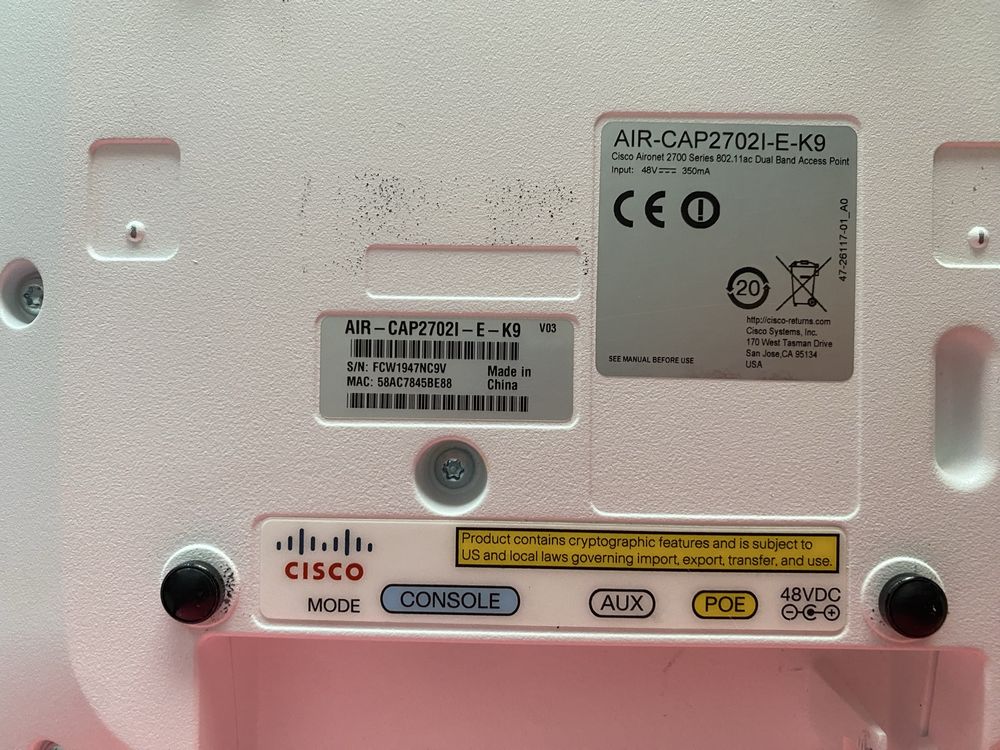 AIR-CAP2702I-E-K9
Cisco Aironet 2700 Series 802.11ac Dual Band Access Point
Input: 48V⎓ 350mA
CE
20
47-26117-01_A0
http://cisco-returns.com
Cisco Systems, Inc.
170 West Tasman Drive
San Jose,CA 95134
USA
SEE MANUAL BEFORE USE
AIR-CAP2702I-E-K9 V03
S/N: FCW1947NC9V
MAC: 58AC7845BE88
Made in
China
CISCO
Product contains cryptographic features and is subject to
US and local laws governing import, export, transfer, and use.
MODE CONSOLE AUX POE 48VDC